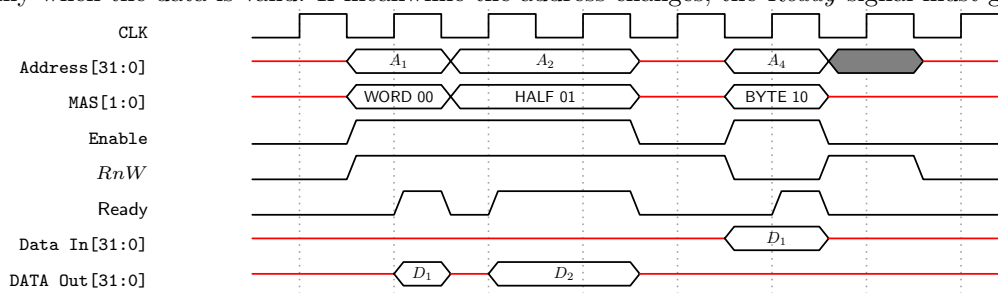 only when the data is valid. If meanwhile the address changes, the Ready signal must g
CLK
Address[31:0] A1 A2 A4
MAS[1:0] WORD 00 HALF 01 BYTE 10
Enable
RnW
Ready
Data In[31:0] D1
DATA Out[31:0] D1 D2